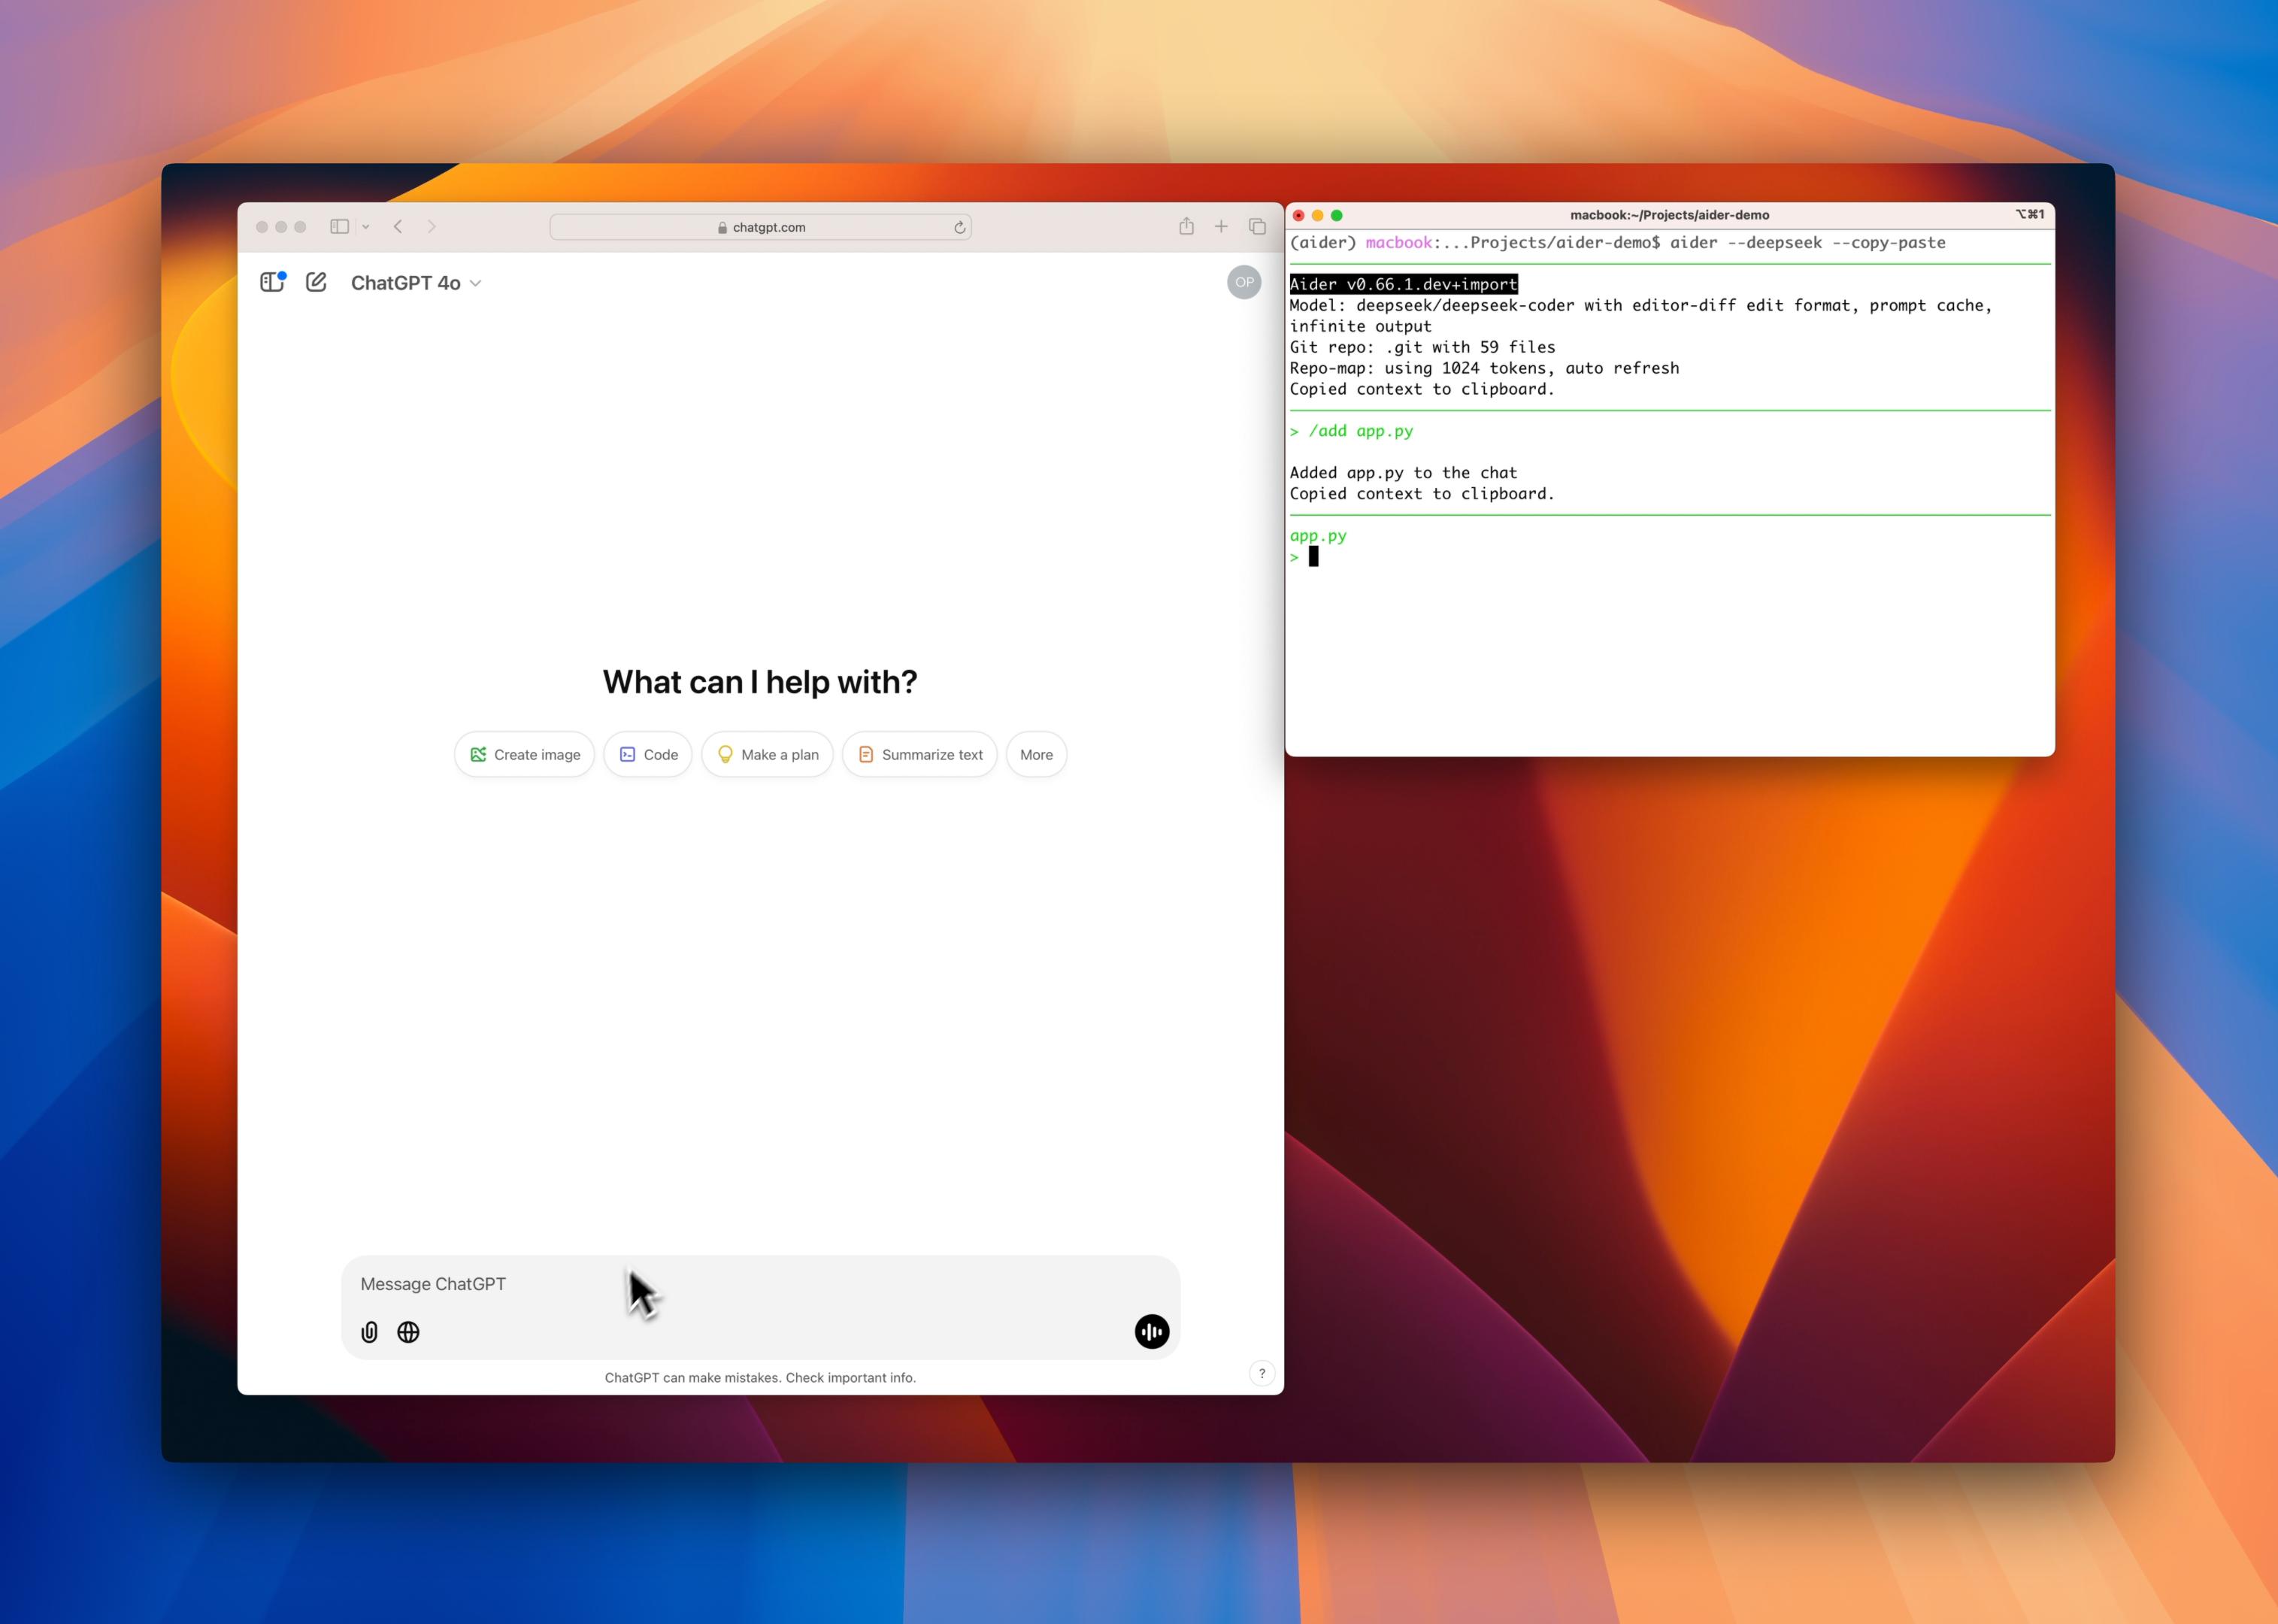 chatgpt.com
ChatGPT 4o
OP
What can I help with?
Create image
Code
Make a plan
Summarize text
More
Message ChatGPT
ChatGPT can make mistakes. Check important info.
?
macbook:~/Projects/aider-demo
⌥⌘1
(aider) macbook:...Projects/aider-demo$ aider --deepseek --copy-paste
Aider v0.66.1.dev+import
Model: deepseek/deepseek-coder with editor-diff edit format, prompt cache,
infinite output
Git repo: .git with 59 files
Repo-map: using 1024 tokens, auto refresh
Copied context to clipboard.
> /add app.py
Added app.py to the chat
Copied context to clipboard.
app.py
>